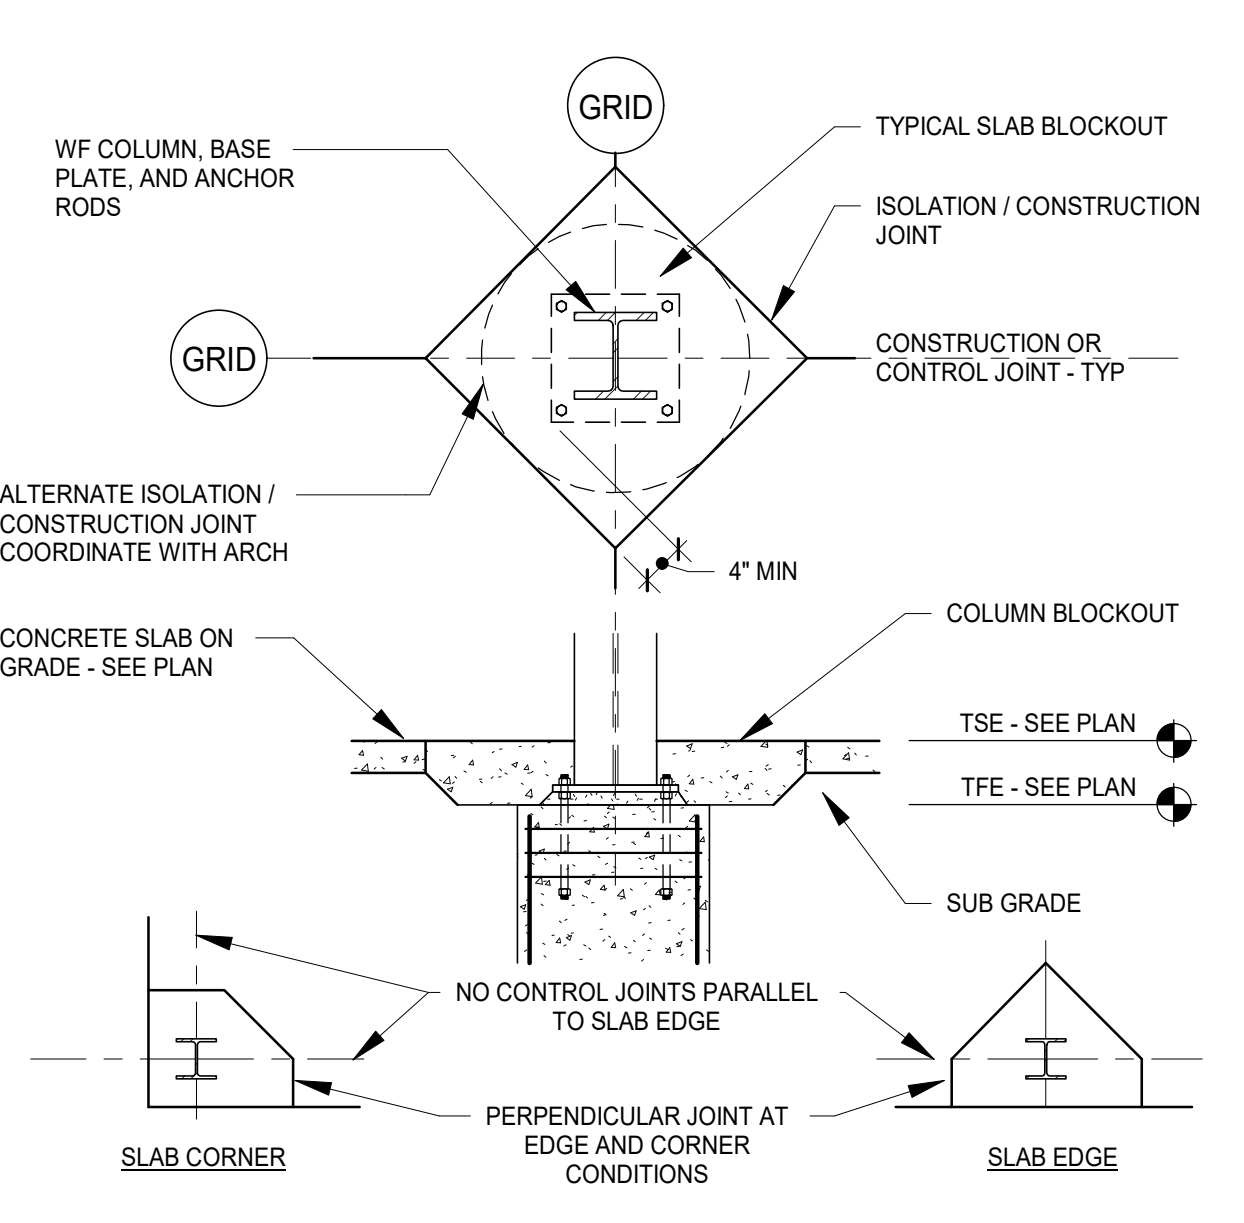 GRID
TYPICAL SLAB BLOCKOUT
WF COLUMN, BASE
PLATE, AND ANCHOR
RODS
ISOLATION / CONSTRUCTION
JOINT
GRID
CONSTRUCTION OR
CONTROL JOINT - TYP
ALTERNATE ISOLATION /
CONSTRUCTION JOINT
COORDINATE WITH ARCH
4" MIN
COLUMN BLOCKOUT
CONCRETE SLAB ON
GRADE - SEE PLAN
TSE - SEE PLAN
TFE - SEE PLAN
SUB GRADE
NO CONTROL JOINTS PARALLEL
TO SLAB EDGE
PERPENDICULAR JOINT AT
EDGE AND CORNER
CONDITIONS
SLAB CORNER
SLAB EDGE